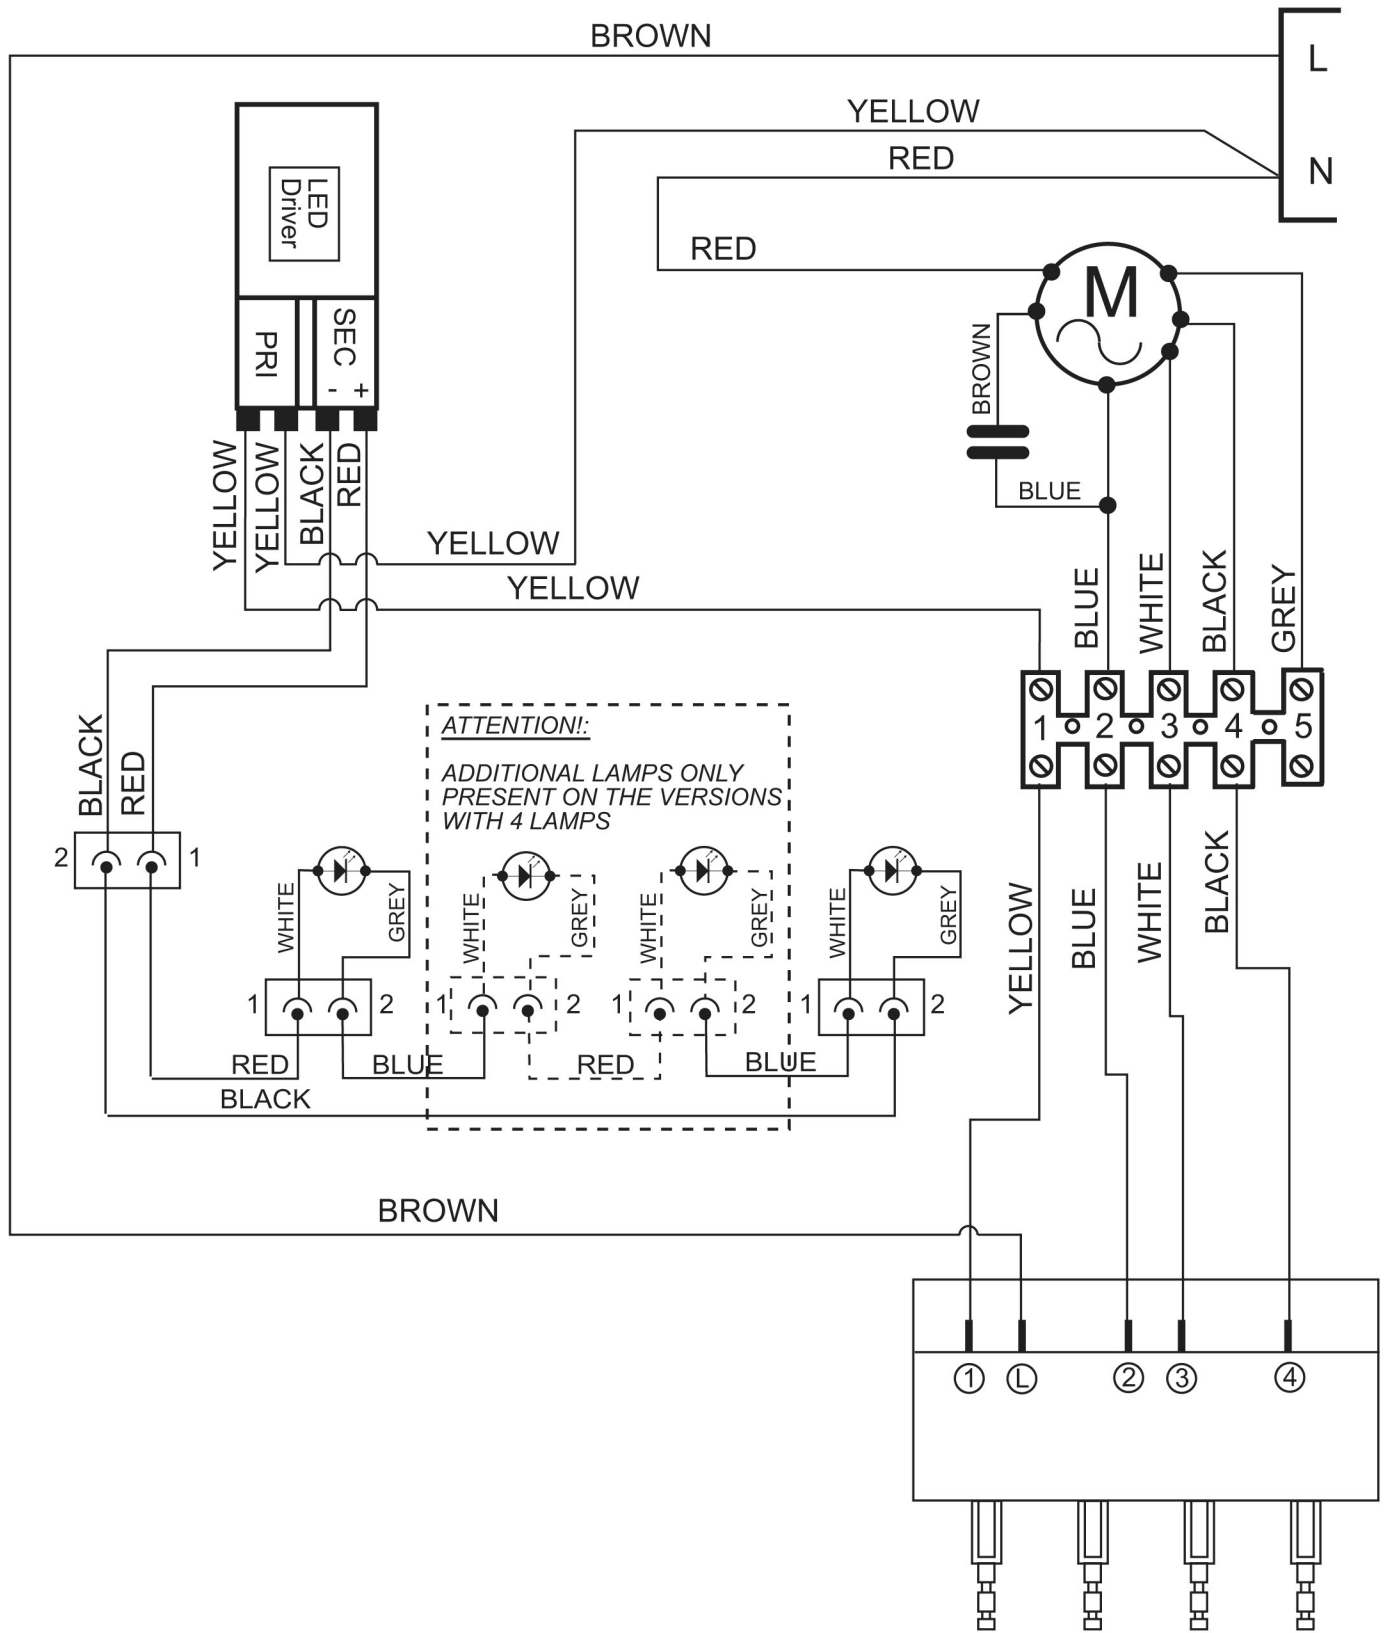 BROWN
L
YELLOW
RED
N
RED
M
LED
Driver
PRI
SEC
- +
BROWN
BLUE
YELLOW
YELLOW
BLACK
RED
YELLOW
YELLOW
BLUE
WHITE
BLACK
GREY
1 2 3 4 5
BLACK
RED
2 1
ATTENTION!:
ADDITIONAL LAMPS ONLY
PRESENT ON THE VERSIONS
WITH 4 LAMPS
WHITE
GREY
WHITE
GREY
WHITE
GREY
WHITE
GREY
1 2
1 2
1 2
1 2
RED
BLUE
RED
BLUE
BLACK
YELLOW
BLUE
WHITE
BLACK
BROWN
1 L 2 3 4